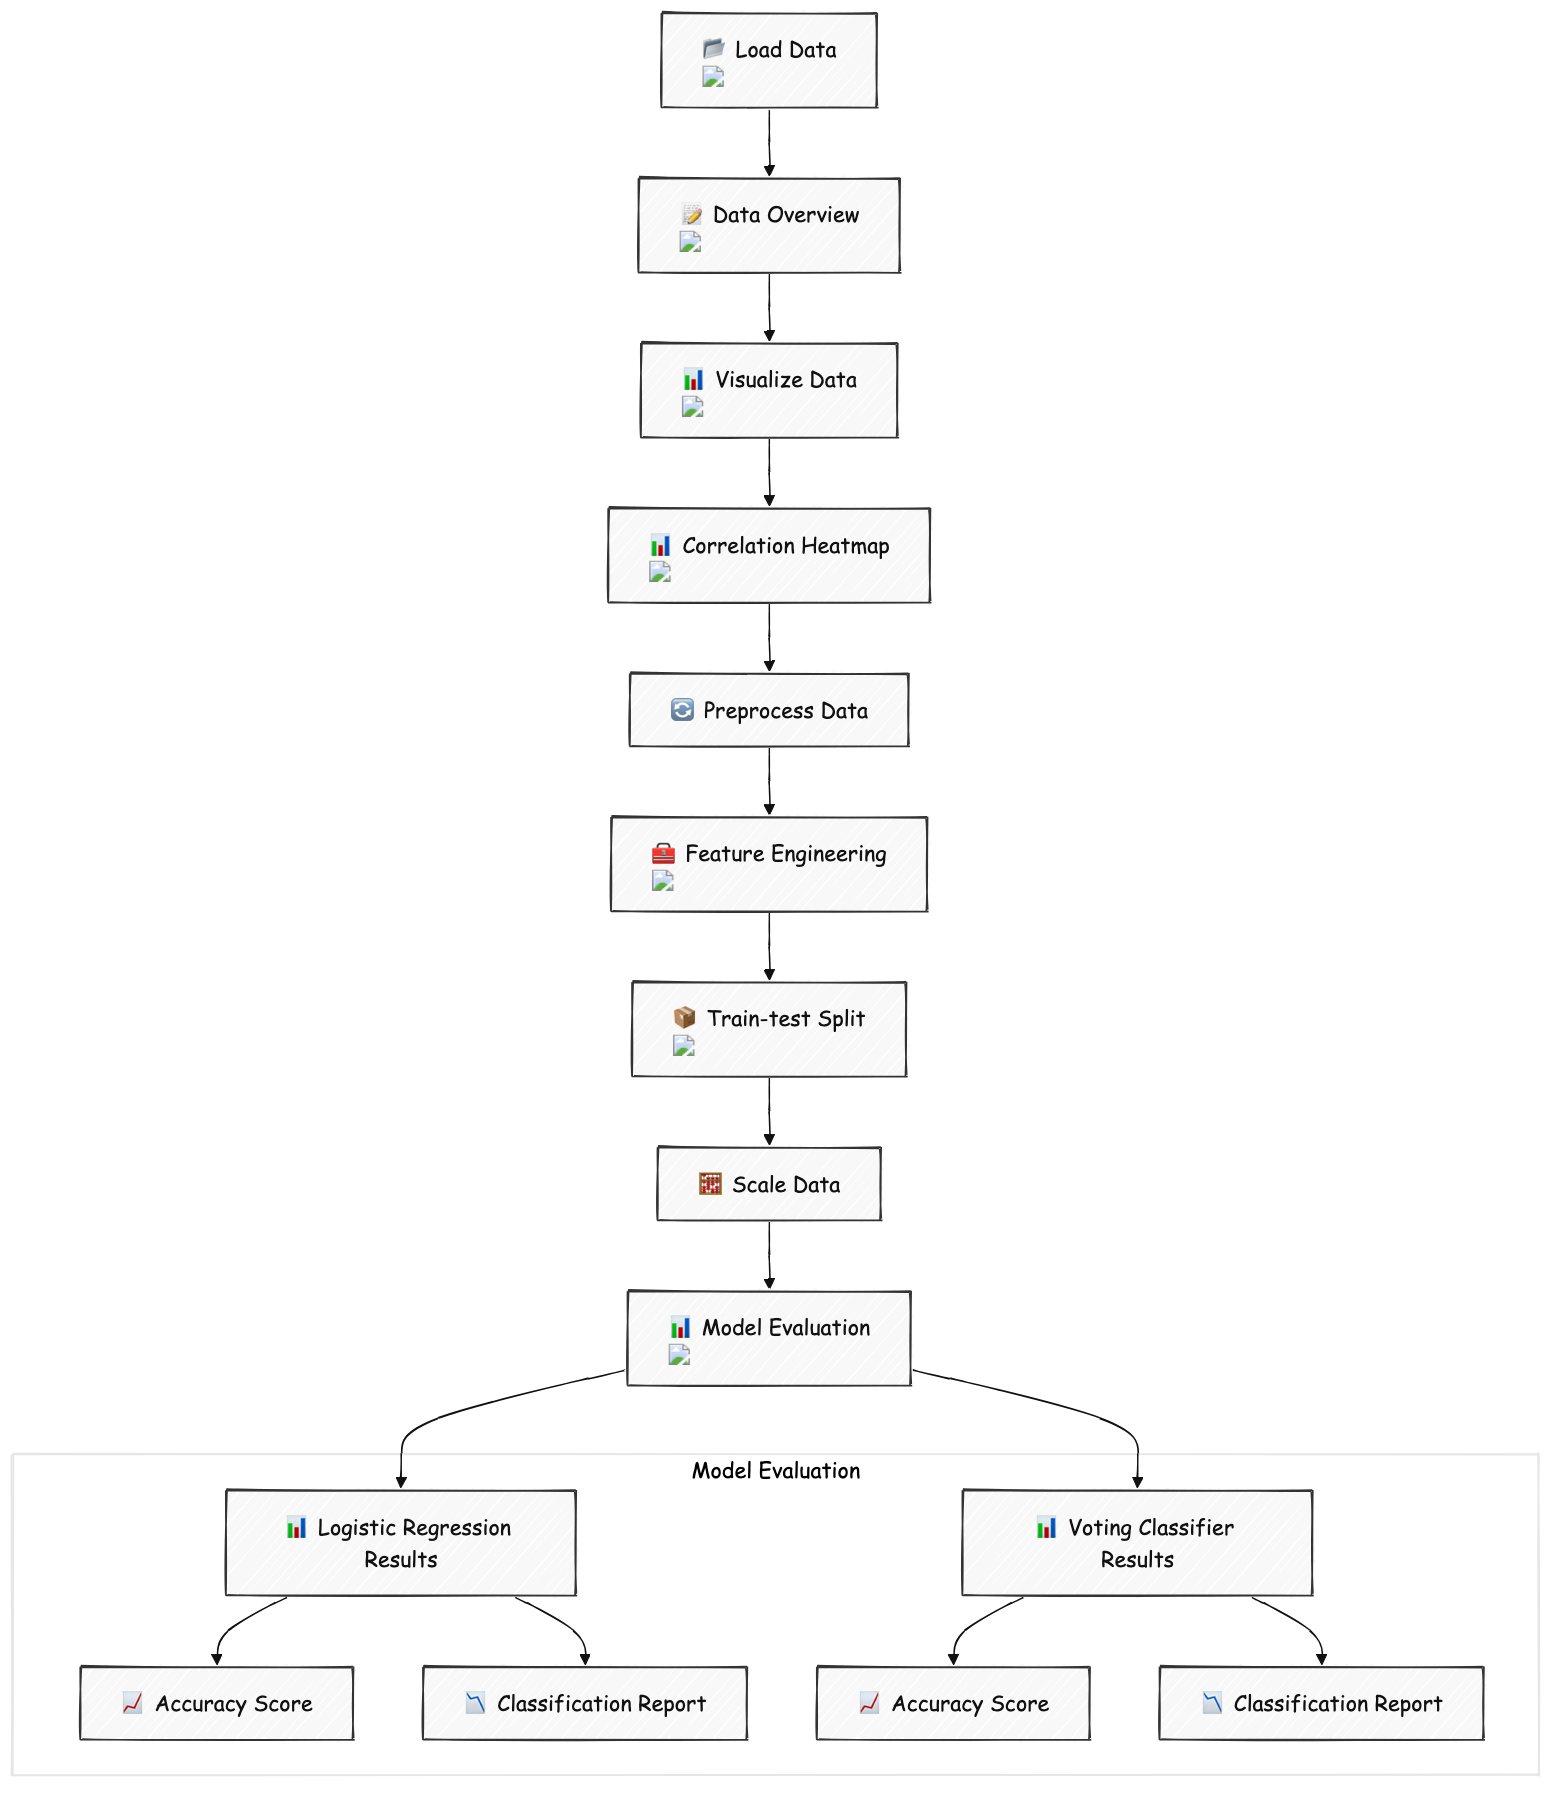 Load Data
Data Overview
Visualize Data
Correlation Heatmap
Preprocess Data
Feature Engineering
Train-test Split
Scale Data
Model Evaluation
Model Evaluation
Logistic Regression
Results
Voting Classifier
Results
Accuracy Score
Classification Report
Accuracy Score
Classification Report